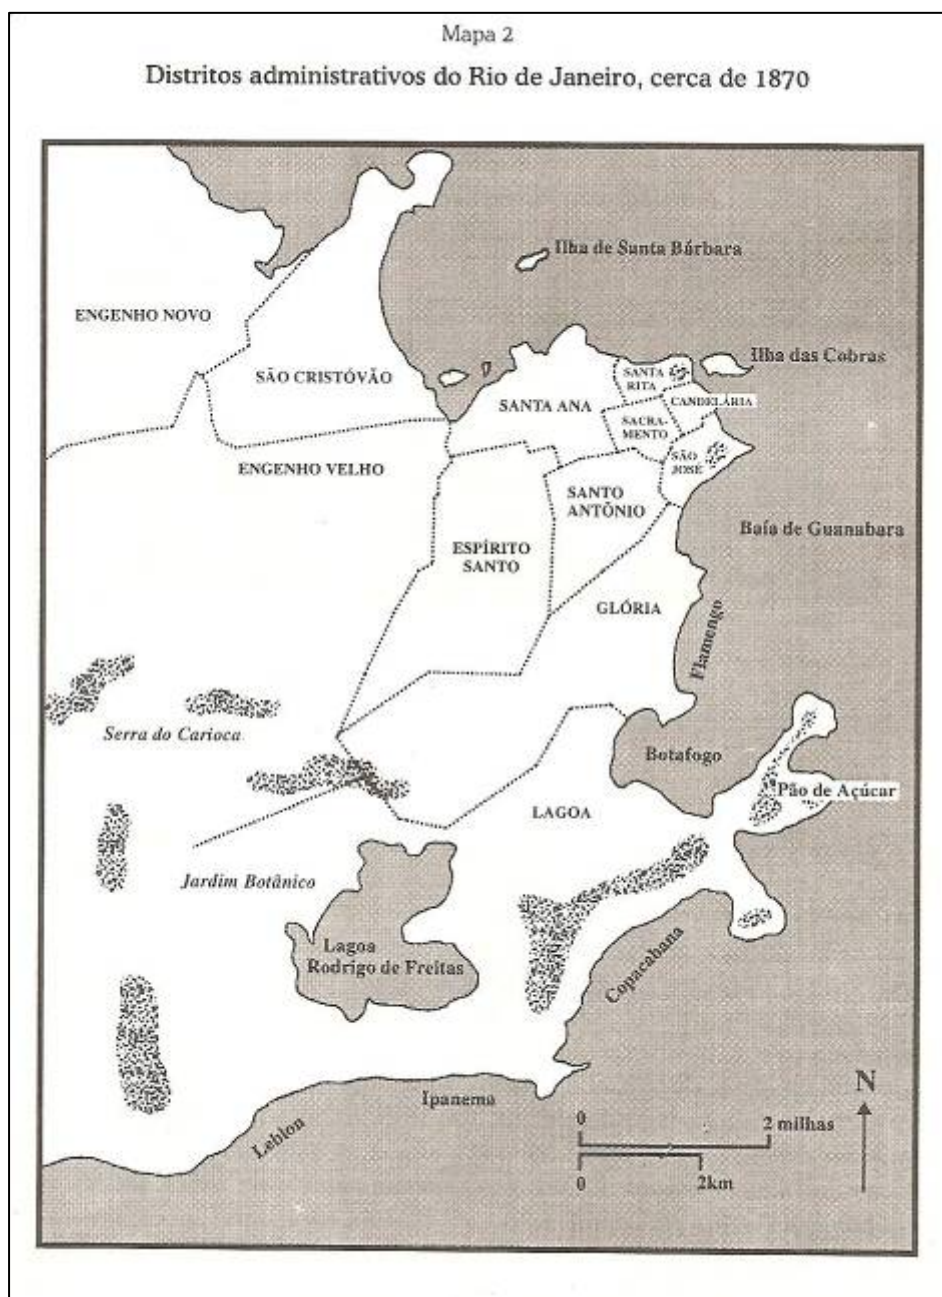 Mapa 2
Distritos administrativos do Rio de Janeiro, cerca de 1870
Ilha de Santa Bárbara
ENGENHO NOVO
Ilha das Cobras
SÃO CRISTÓVÃO
SANTA
RITA
SANTA ANA
CANDELÁRIA
SACRA-
MENTO
ENGENHO VELHO
SÃO
JOSÉ
SANTO
ANTÔNIO
Baía de Guanabara
ESPÍRITO
SANTO
GLÓRIA
Flamengo
Serra do Carioca
Botafogo
Pão de Açúcar
LAGOA
Jardim Botânico
Lagoa
Rodrigo de Freitas
Copacabana
N
Ipanema
Leblon
0 2 milhas
0 2km